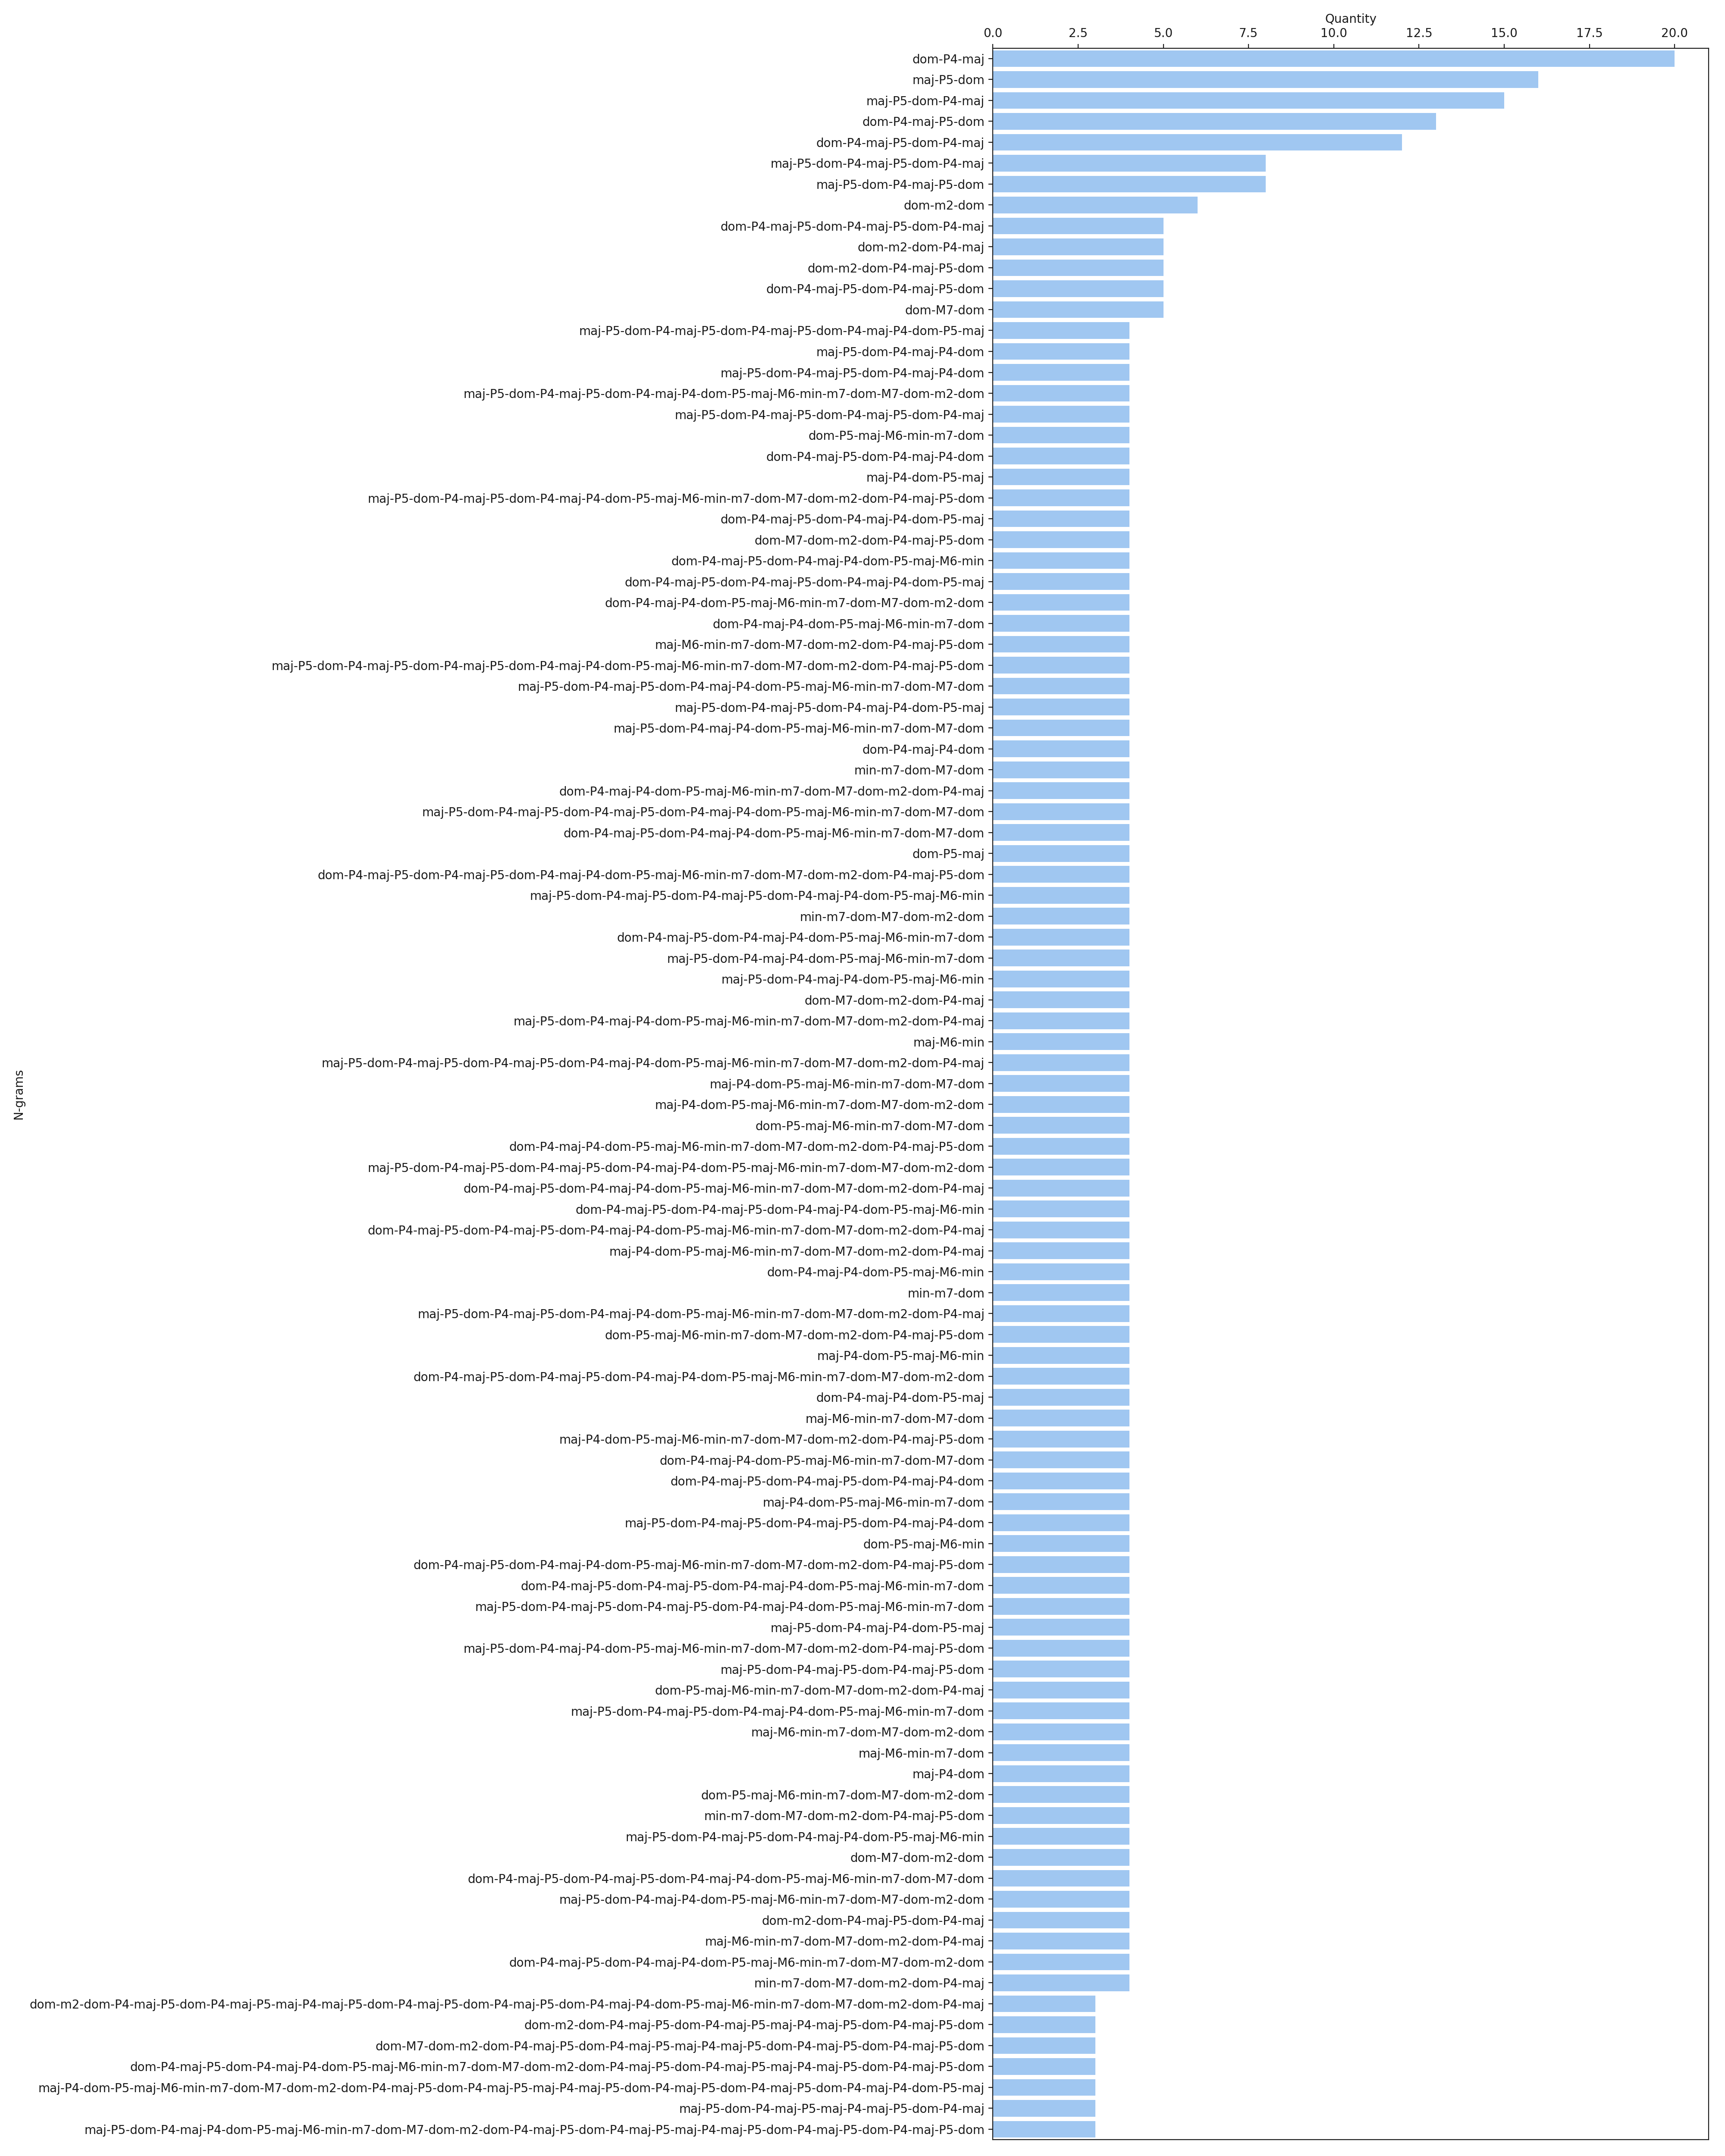 Quantity
0.0 2.5 5.0 7.5 10.0 12.5 15.0 17.5 20.0
dom-P4-maj
maj-P5-dom
maj-P5-dom-P4-maj
dom-P4-maj-P5-dom
dom-P4-maj-P5-dom-P4-maj
maj-P5-dom-P4-maj-P5-dom-P4-maj
maj-P5-dom-P4-maj-P5-dom
dom-m2-dom
dom-P4-maj-P5-dom-P4-maj-P5-dom-P4-maj
dom-m2-dom-P4-maj
dom-m2-dom-P4-maj-P5-dom
dom-P4-maj-P5-dom-P4-maj-P5-dom
dom-M7-dom
maj-P5-dom-P4-maj-P5-dom-P4-maj-P5-dom-P4-maj-P4-dom-P5-maj
maj-P5-dom-P4-maj-P4-dom
maj-P5-dom-P4-maj-P5-dom-P4-maj-P4-dom
maj-P5-dom-P4-maj-P5-dom-P4-maj-P4-dom-P5-maj-M6-min-m7-dom-M7-dom-m2-dom
maj-P5-dom-P4-maj-P5-dom-P4-maj-P5-dom-P4-maj
dom-P5-maj-M6-min-m7-dom
dom-P4-maj-P5-dom-P4-maj-P4-dom
maj-P4-dom-P5-maj
maj-P5-dom-P4-maj-P5-dom-P4-maj-P4-dom-P5-maj-M6-min-m7-dom-M7-dom-m2-dom-P4-maj-P5-dom
dom-P4-maj-P5-dom-P4-maj-P4-dom-P5-maj
dom-M7-dom-m2-dom-P4-maj-P5-dom
dom-P4-maj-P5-dom-P4-maj-P4-dom-P5-maj-M6-min
dom-P4-maj-P5-dom-P4-maj-P5-dom-P4-maj-P4-dom-P5-maj
dom-P4-maj-P4-dom-P5-maj-M6-min-m7-dom-M7-dom-m2-dom
dom-P4-maj-P4-dom-P5-maj-M6-min-m7-dom
maj-M6-min-m7-dom-M7-dom-m2-dom-P4-maj-P5-dom
maj-P5-dom-P4-maj-P5-dom-P4-maj-P5-dom-P4-maj-P4-dom-P5-maj-M6-min-m7-dom-M7-dom-m2-dom-P4-maj-P5-dom
maj-P5-dom-P4-maj-P5-dom-P4-maj-P4-dom-P5-maj-M6-min-m7-dom-M7-dom
maj-P5-dom-P4-maj-P5-dom-P4-maj-P4-dom-P5-maj
maj-P5-dom-P4-maj-P4-dom-P5-maj-M6-min-m7-dom-M7-dom
dom-P4-maj-P4-dom
min-m7-dom-M7-dom
dom-P4-maj-P4-dom-P5-maj-M6-min-m7-dom-M7-dom-m2-dom-P4-maj
maj-P5-dom-P4-maj-P5-dom-P4-maj-P5-dom-P4-maj-P4-dom-P5-maj-M6-min-m7-dom-M7-dom
dom-P4-maj-P5-dom-P4-maj-P4-dom-P5-maj-M6-min-m7-dom-M7-dom
dom-P5-maj
dom-P4-maj-P5-dom-P4-maj-P5-dom-P4-maj-P4-dom-P5-maj-M6-min-m7-dom-M7-dom-m2-dom-P4-maj-P5-dom
maj-P5-dom-P4-maj-P5-dom-P4-maj-P5-dom-P4-maj-P4-dom-P5-maj-M6-min
min-m7-dom-M7-dom-m2-dom
dom-P4-maj-P5-dom-P4-maj-P4-dom-P5-maj-M6-min-m7-dom
maj-P5-dom-P4-maj-P4-dom-P5-maj-M6-min-m7-dom
maj-P5-dom-P4-maj-P4-dom-P5-maj-M6-min
dom-M7-dom-m2-dom-P4-maj
maj-P5-dom-P4-maj-P4-dom-P5-maj-M6-min-m7-dom-M7-dom-m2-dom-P4-maj
maj-M6-min
maj-P5-dom-P4-maj-P5-dom-P4-maj-P5-dom-P4-maj-P4-dom-P5-maj-M6-min-m7-dom-M7-dom-m2-dom-P4-maj
maj-P4-dom-P5-maj-M6-min-m7-dom-M7-dom
maj-P4-dom-P5-maj-M6-min-m7-dom-M7-dom-m2-dom
dom-P5-maj-M6-min-m7-dom-M7-dom
dom-P4-maj-P4-dom-P5-maj-M6-min-m7-dom-M7-dom-m2-dom-P4-maj-P5-dom
maj-P5-dom-P4-maj-P5-dom-P4-maj-P5-dom-P4-maj-P4-dom-P5-maj-M6-min-m7-dom-M7-dom-m2-dom
dom-P4-maj-P5-dom-P4-maj-P4-dom-P5-maj-M6-min-m7-dom-M7-dom-m2-dom-P4-maj
dom-P4-maj-P5-dom-P4-maj-P5-dom-P4-maj-P4-dom-P5-maj-M6-min
dom-P4-maj-P5-dom-P4-maj-P5-dom-P4-maj-P4-dom-P5-maj-M6-min-m7-dom-M7-dom-m2-dom-P4-maj
maj-P4-dom-P5-maj-M6-min-m7-dom-M7-dom-m2-dom-P4-maj
dom-P4-maj-P4-dom-P5-maj-M6-min
min-m7-dom
maj-P5-dom-P4-maj-P5-dom-P4-maj-P4-dom-P5-maj-M6-min-m7-dom-M7-dom-m2-dom-P4-maj
dom-P5-maj-M6-min-m7-dom-M7-dom-m2-dom-P4-maj-P5-dom
maj-P4-dom-P5-maj-M6-min
dom-P4-maj-P5-dom-P4-maj-P5-dom-P4-maj-P4-dom-P5-maj-M6-min-m7-dom-M7-dom-m2-dom
dom-P4-maj-P4-dom-P5-maj
maj-M6-min-m7-dom-M7-dom
maj-P4-dom-P5-maj-M6-min-m7-dom-M7-dom-m2-dom-P4-maj-P5-dom
dom-P4-maj-P4-dom-P5-maj-M6-min-m7-dom-M7-dom
dom-P4-maj-P5-dom-P4-maj-P5-dom-P4-maj-P4-dom
maj-P4-dom-P5-maj-M6-min-m7-dom
maj-P5-dom-P4-maj-P5-dom-P4-maj-P5-dom-P4-maj-P4-dom
dom-P5-maj-M6-min
dom-P4-maj-P5-dom-P4-maj-P4-dom-P5-maj-M6-min-m7-dom-M7-dom-m2-dom-P4-maj-P5-dom
dom-P4-maj-P5-dom-P4-maj-P5-dom-P4-maj-P4-dom-P5-maj-M6-min-m7-dom
maj-P5-dom-P4-maj-P5-dom-P4-maj-P5-dom-P4-maj-P4-dom-P5-maj-M6-min-m7-dom
maj-P5-dom-P4-maj-P4-dom-P5-maj
maj-P5-dom-P4-maj-P4-dom-P5-maj-M6-min-m7-dom-M7-dom-m2-dom-P4-maj-P5-dom
maj-P5-dom-P4-maj-P5-dom-P4-maj-P5-dom
dom-P5-maj-M6-min-m7-dom-M7-dom-m2-dom-P4-maj
maj-P5-dom-P4-maj-P5-dom-P4-maj-P4-dom-P5-maj-M6-min-m7-dom
maj-M6-min-m7-dom-M7-dom-m2-dom
maj-M6-min-m7-dom
maj-P4-dom
dom-P5-maj-M6-min-m7-dom-M7-dom-m2-dom
min-m7-dom-M7-dom-m2-dom-P4-maj-P5-dom
maj-P5-dom-P4-maj-P5-dom-P4-maj-P4-dom-P5-maj-M6-min
dom-M7-dom-m2-dom
dom-P4-maj-P5-dom-P4-maj-P5-dom-P4-maj-P4-dom-P5-maj-M6-min-m7-dom-M7-dom
maj-P5-dom-P4-maj-P4-dom-P5-maj-M6-min-m7-dom-M7-dom-m2-dom
dom-m2-dom-P4-maj-P5-dom-P4-maj
maj-M6-min-m7-dom-M7-dom-m2-dom-P4-maj
dom-P4-maj-P5-dom-P4-maj-P4-dom-P5-maj-M6-min-m7-dom-M7-dom-m2-dom
min-m7-dom-M7-dom-m2-dom-P4-maj
dom-m2-dom-P4-maj-P5-dom-P4-maj-P5-maj-P4-maj-P5-dom-P4-maj-P5-dom-P4-maj-P5-dom-P4-maj-P4-dom-P5-maj-M6-min-m7-dom-M7-dom-m2-dom-P4-maj
dom-m2-dom-P4-maj-P5-dom-P4-maj-P5-maj-P4-maj-P5-dom-P4-maj-P5-dom
dom-M7-dom-m2-dom-P4-maj-P5-dom-P4-maj-P5-maj-P4-maj-P5-dom-P4-maj-P5-dom-P4-maj-P5-dom
dom-P4-maj-P5-dom-P4-maj-P4-dom-P5-maj-M6-min-m7-dom-M7-dom-m2-dom-P4-maj-P5-dom-P4-maj-P5-maj-P4-maj-P5-dom-P4-maj-P5-dom
maj-P4-dom-P5-maj-M6-min-m7-dom-M7-dom-m2-dom-P4-maj-P5-dom-P4-maj-P5-maj-P4-maj-P5-dom-P4-maj-P5-dom-P4-maj-P5-dom-P4-maj-P4-dom-P5-maj
maj-P5-dom-P4-maj-P5-maj-P4-maj-P5-dom-P4-maj
maj-P5-dom-P4-maj-P4-dom-P5-maj-M6-min-m7-dom-M7-dom-m2-dom-P4-maj-P5-dom-P4-maj-P5-maj-P4-maj-P5-dom-P4-maj-P5-dom-P4-maj-P5-dom
N-grams